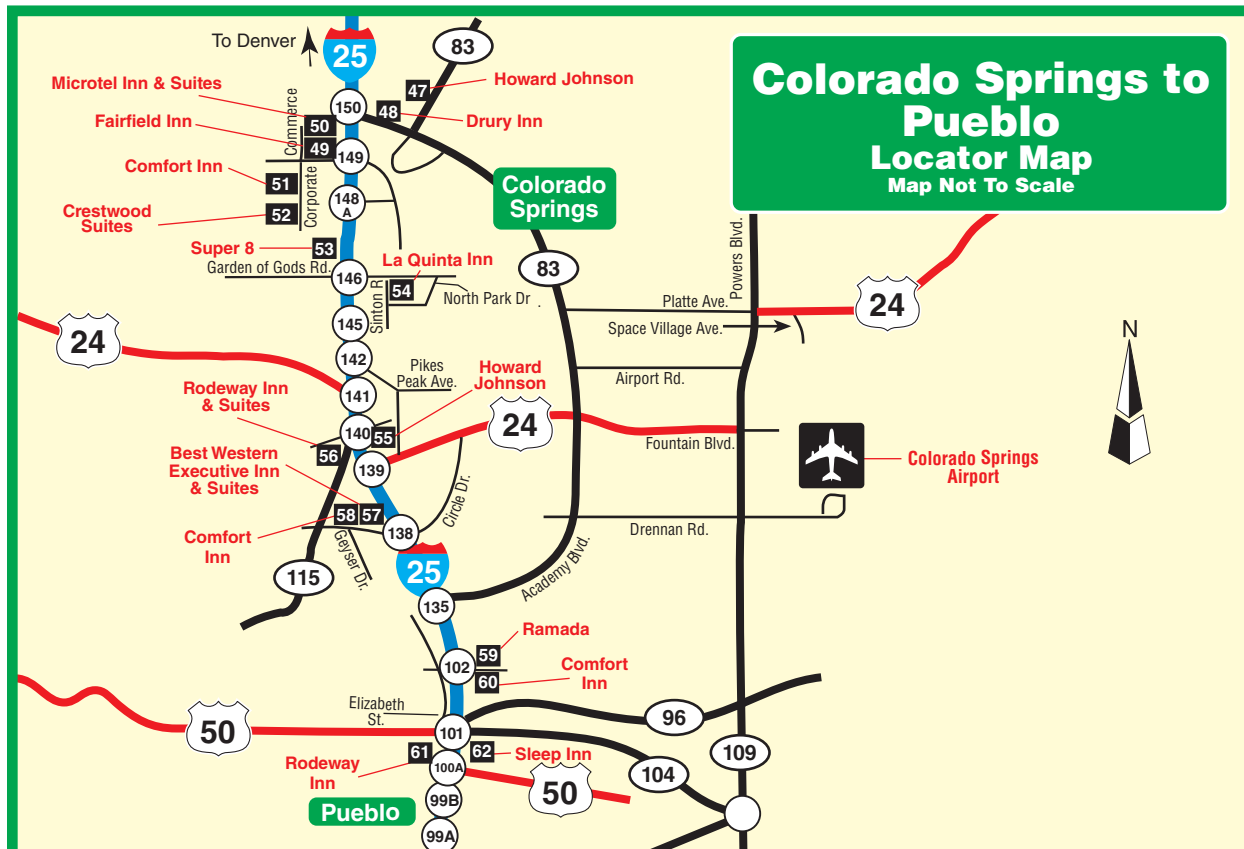 Colorado Springs to
Pueblo
Locator Map
Map Not To Scale
To Denver
25
83
Microtel Inn & Suites
47
Howard Johnson
150
48
Drury Inn
50
Commerce
Fairfield Inn
49
149
Comfort Inn
51
Corporate
148
A
Crestwood
Suites
52
Colorado
Springs
Super 8
53
Garden of Gods Rd.
146
La Quinta Inn
54
Sinton R
North Park Dr
83
Powers Blvd.
Platte Ave.
24
Space Village Ave.
145
24
142
Pikes
Peak Ave.
Airport Rd.
N
141
Howard
Johnson
Rodeway Inn
& Suites
140
55
24
Fountain Blvd.
56
139
Colorado Springs
Airport
Best Western
Executive Inn
& Suites
Circle Dr.
58
57
138
Drennan Rd.
Comfort
Inn
Geyser Dr.
115
25
Academy Blvd.
135
Ramada
59
102
60
Comfort
Inn
Elizabeth
St.
50
101
96
109
61
62
Sleep Inn
Rodeway
Inn
100A
50
104
99B
Pueblo
99A